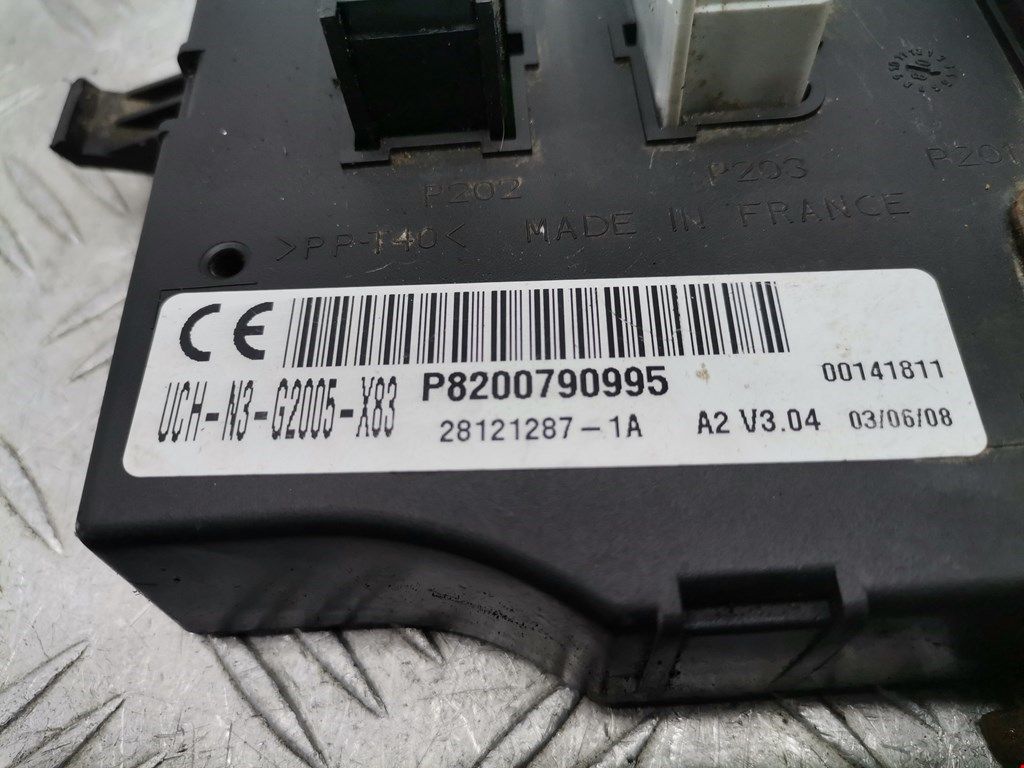 P202
P203
P201
>PP-T40<
MADE IN FRANCE
CE
UCH-N3-G2005-X83
P8200790995
00141811
28121287-1A
A2 V3.04
03/06/08